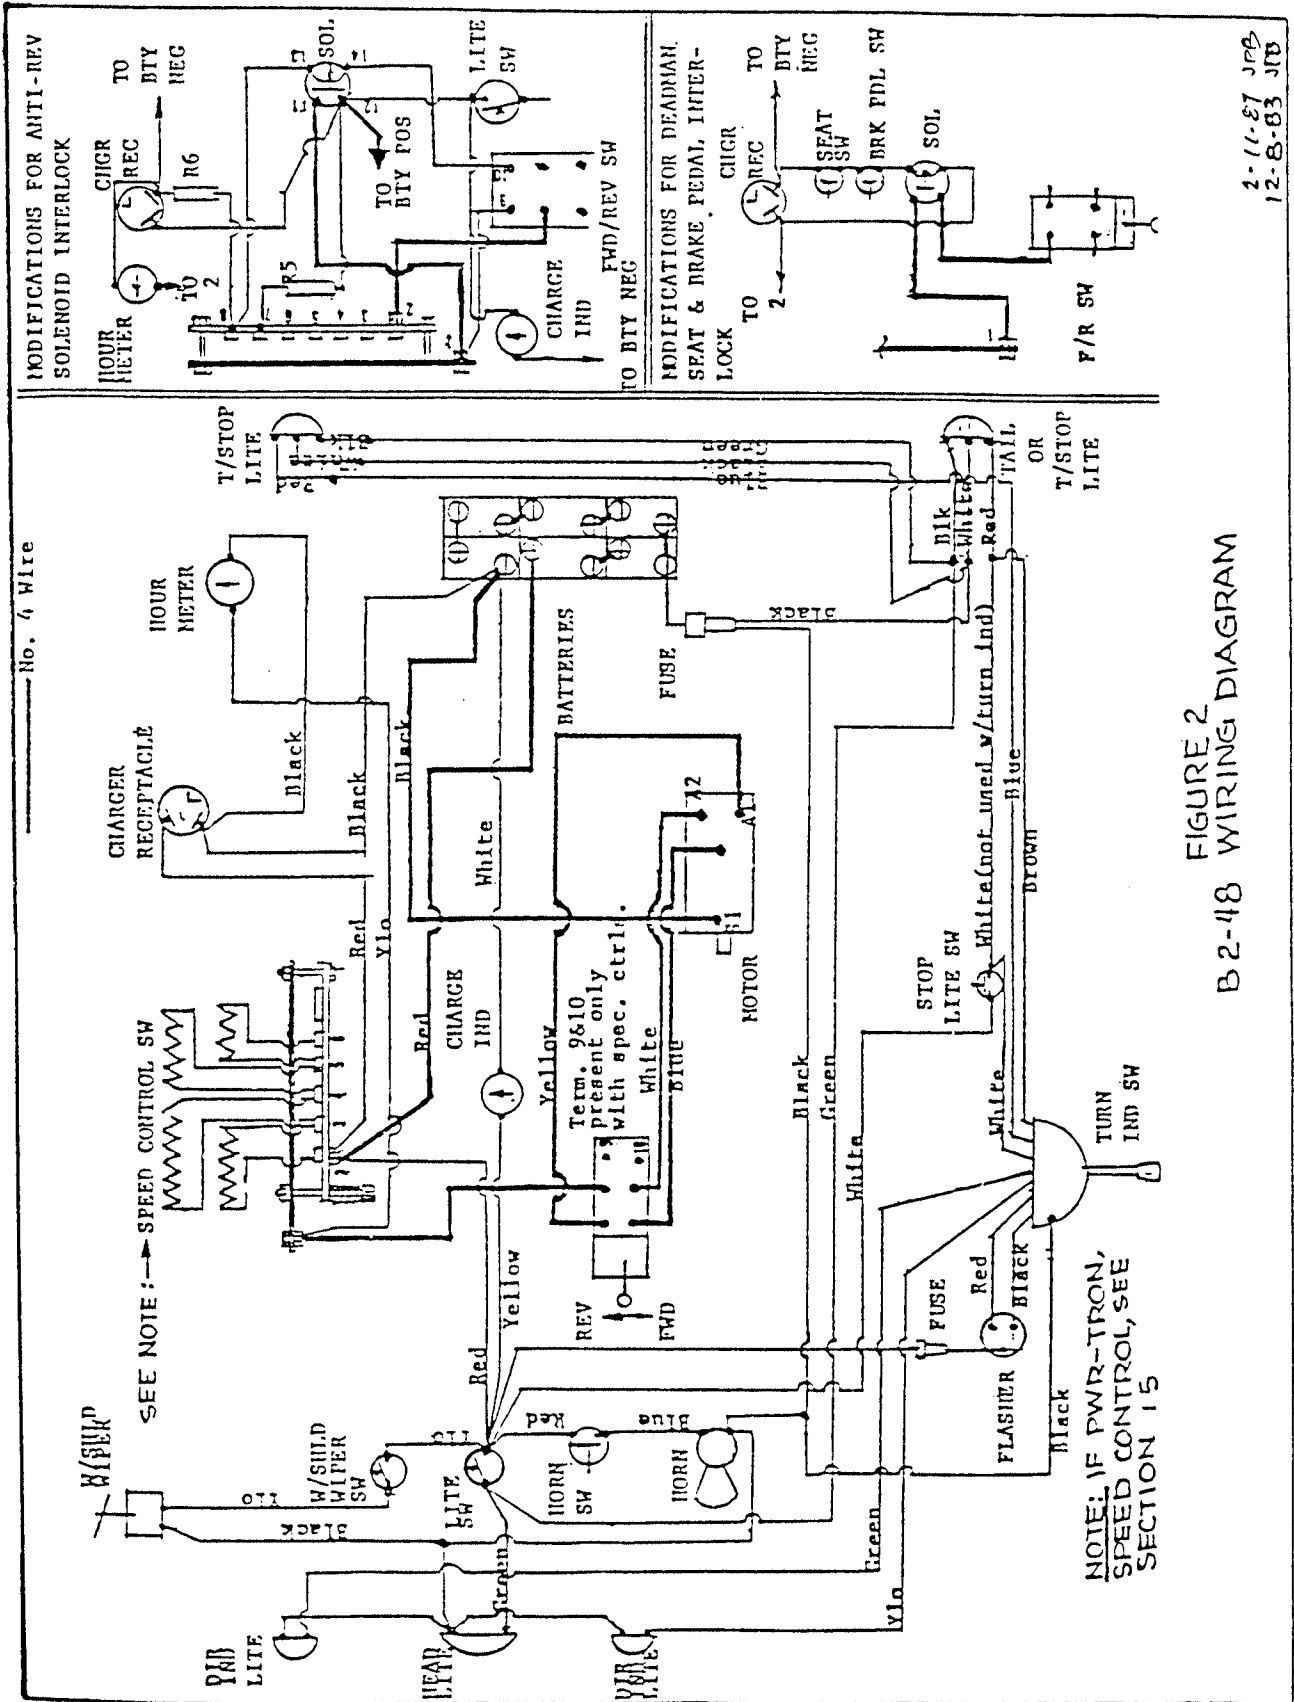 No. 4 Wire
MODIFICATIONS FOR ANTI-REV
SOLENOID INTERLOCK
HOUR
METER
CHGR
REC
TO
BTY
NEG
TO
2
R6
R5
SOL
TO
BTY POS
LITE
SW
CHARGE
IND
FWD/REV SW
TO BTY NEG
MODIFICATIONS FOR DEADMAN,
SEAT & BRAKE PEDAL INTER-
LOCK
TO
2
CHGR
REC
TO
BTY
NEG
SEAT
SW
BRK PDL SW
SOL
F/R SW
2-11-87 JPB
12-8-83 JPB
SEE NOTE:
SPEED CONTROL SW
CHARGER
RECEPTACLE
HOUR
METER
T/STOP
LITE
Black
Black
Black
Red
Ylo
Red
White
CHARGE
IND
BATTERIES
FUSE
Black
Yellow
Term. 9&10
present only
with spec. ctrls.
White
Blue
S1
A2
A1
MOTOR
REV
FWD
Red
Yellow
W/SHLD
WIPER
Ylo
Black
W/SHLD
WIPER
SW
Ylo
LITE
SW
Red
HORN
SW
Blue
HORN
DIR
IND
LITE
HEAD
LITE
Green
DIR
IND
LITE
Black
Green
White
STOP
LITE SW
White(not used w/turn ind)
Blue
Brown
Blk
White
Red
TAIL
OR
T/STOP
LITE
White
TURN
IND SW
FUSE
Red
Black
FLASHER
Black
Green
Ylo
NOTE: IF PWR-TRON,
SPEED CONTROL, SEE
SECTION 15
FIGURE 2
B2-48 WIRING DIAGRAM